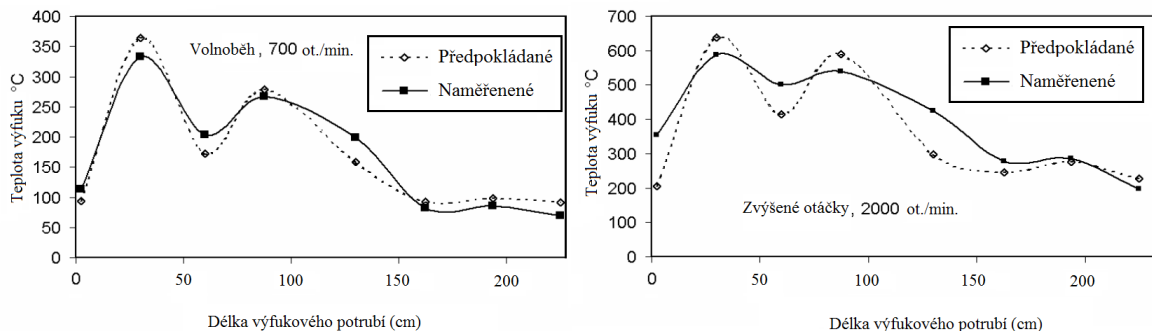 400
350
300
250
200
150
100
50
0
Teplota výfuku °C
Volnoběh , 700 ot./min.
Předpokládané
Naměřenené
0
50
100
150
200
Délka výfukového potrubí (cm)
700
600
500
400
300
200
100
0
Teplota výfuku °C
Předpokládané
Naměřenené
Zvýšené otáčky , 2000 ot./min.
0
50
100
150
200
Délka výfukového potrubí (cm)